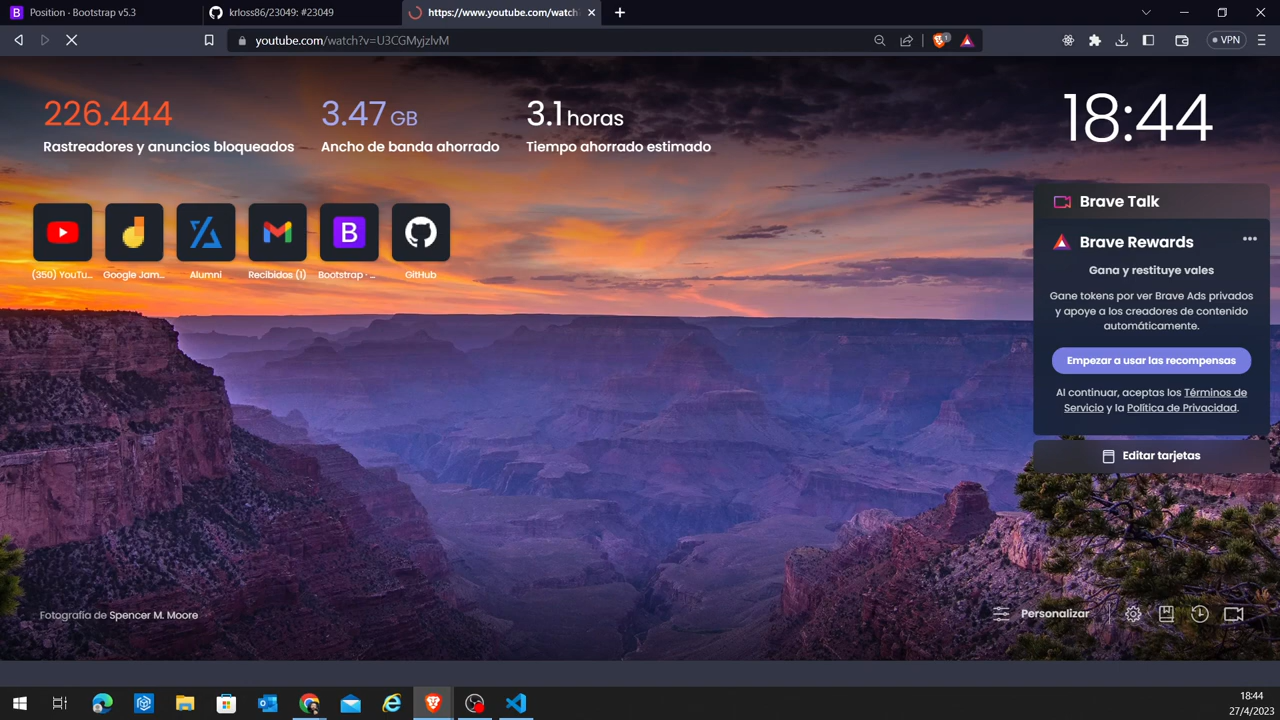 Position · Bootstrap v5.3
krloss86/23049: #23049
https://www.youtube.com/watch
youtube.com/watch?v=U3CGMyjzlvM
1
VPN
226.444
Rastreadores y anuncios bloqueados
3.47 GB
Ancho de banda ahorrado
3.1 horas
Tiempo ahorrado estimado
18:44
(350) YouTu...
Google Jam...
Alumni
Recibidos (1)
Bootstrap · ...
GitHub
Brave Talk
Brave Rewards
Gana y restituye vales
Gane tokens por ver Brave Ads privados
y apoye a los creadores de contenido
automáticamente.
Empezar a usar las recompensas
Al continuar, aceptas los Términos de
Servicio y la Política de Privacidad.
Editar tarjetas
Fotografía de Spencer M. Moore
Personalizar
18:44
27/4/2023